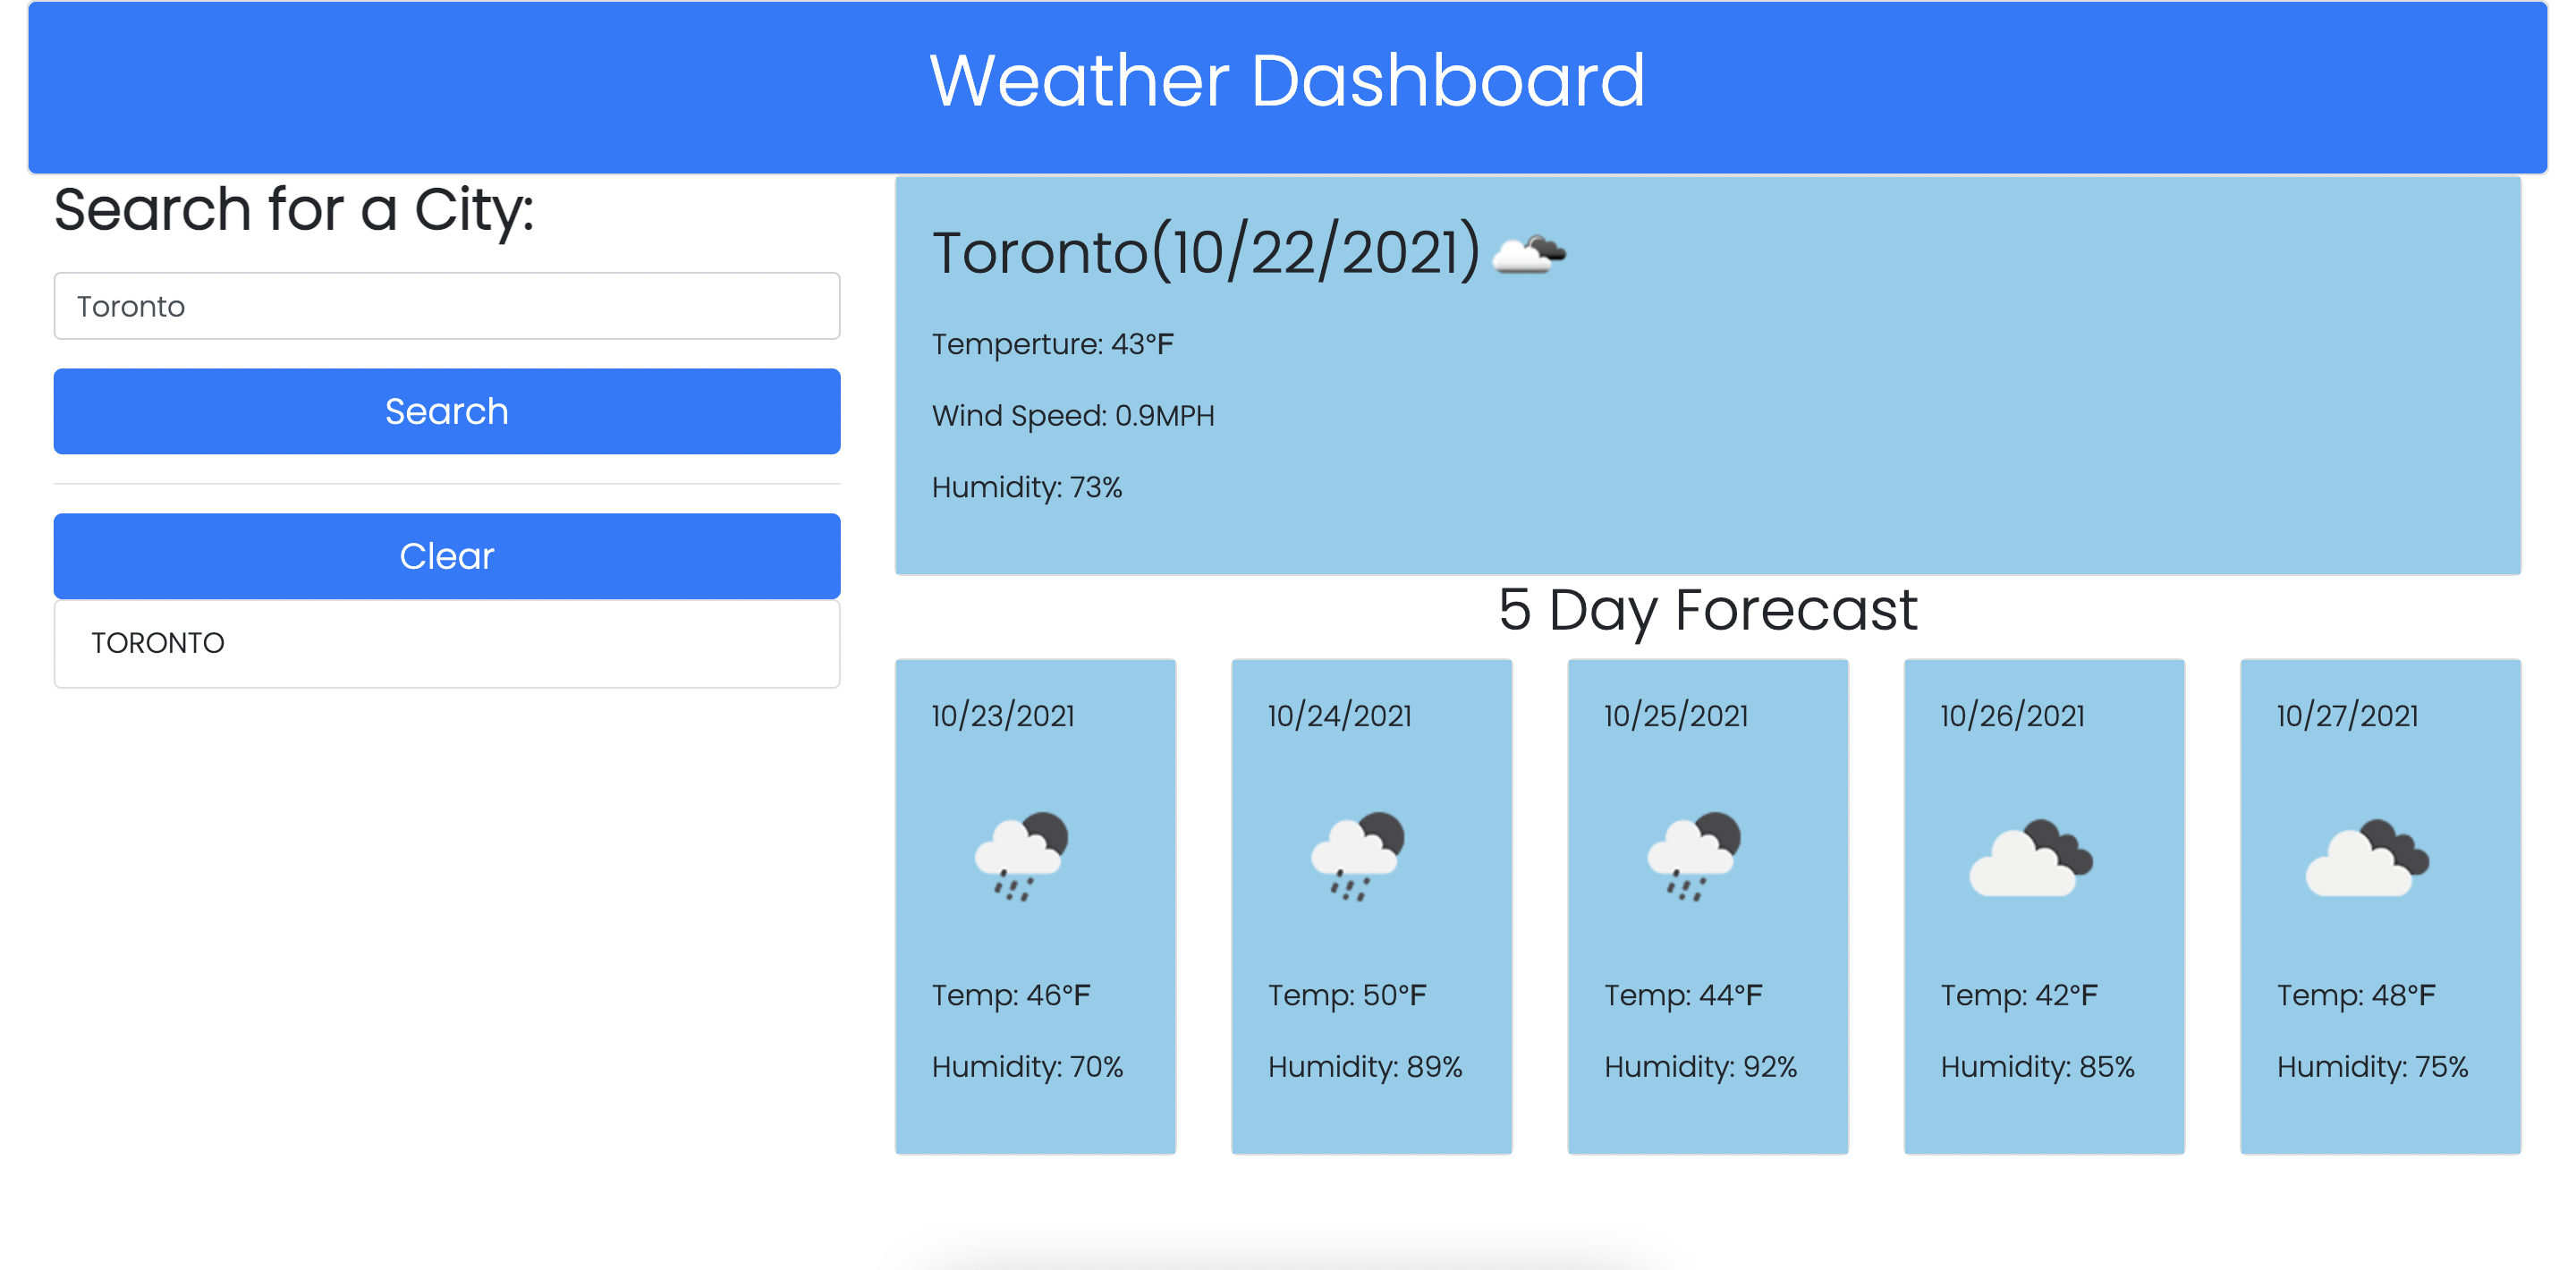 Weather Dashboard
Search for a City:
Toronto
Search
Clear
TORONTO
Toronto(10/22/2021)
Temperture: 43°F
Wind Speed: 0.9MPH
Humidity: 73%
5 Day Forecast
10/23/2021
Temp: 46°F
Humidity: 70%
10/24/2021
Temp: 50°F
Humidity: 89%
10/25/2021
Temp: 44°F
Humidity: 92%
10/26/2021
Temp: 42°F
Humidity: 85%
10/27/2021
Temp: 48°F
Humidity: 75%